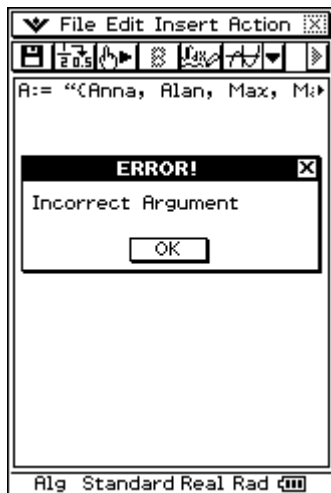 File Edit Insert Action
A:= “(Anna, Alan, Max, Ma
ERROR!
Incorrect Argument
OK
Alg Standard Real Rad